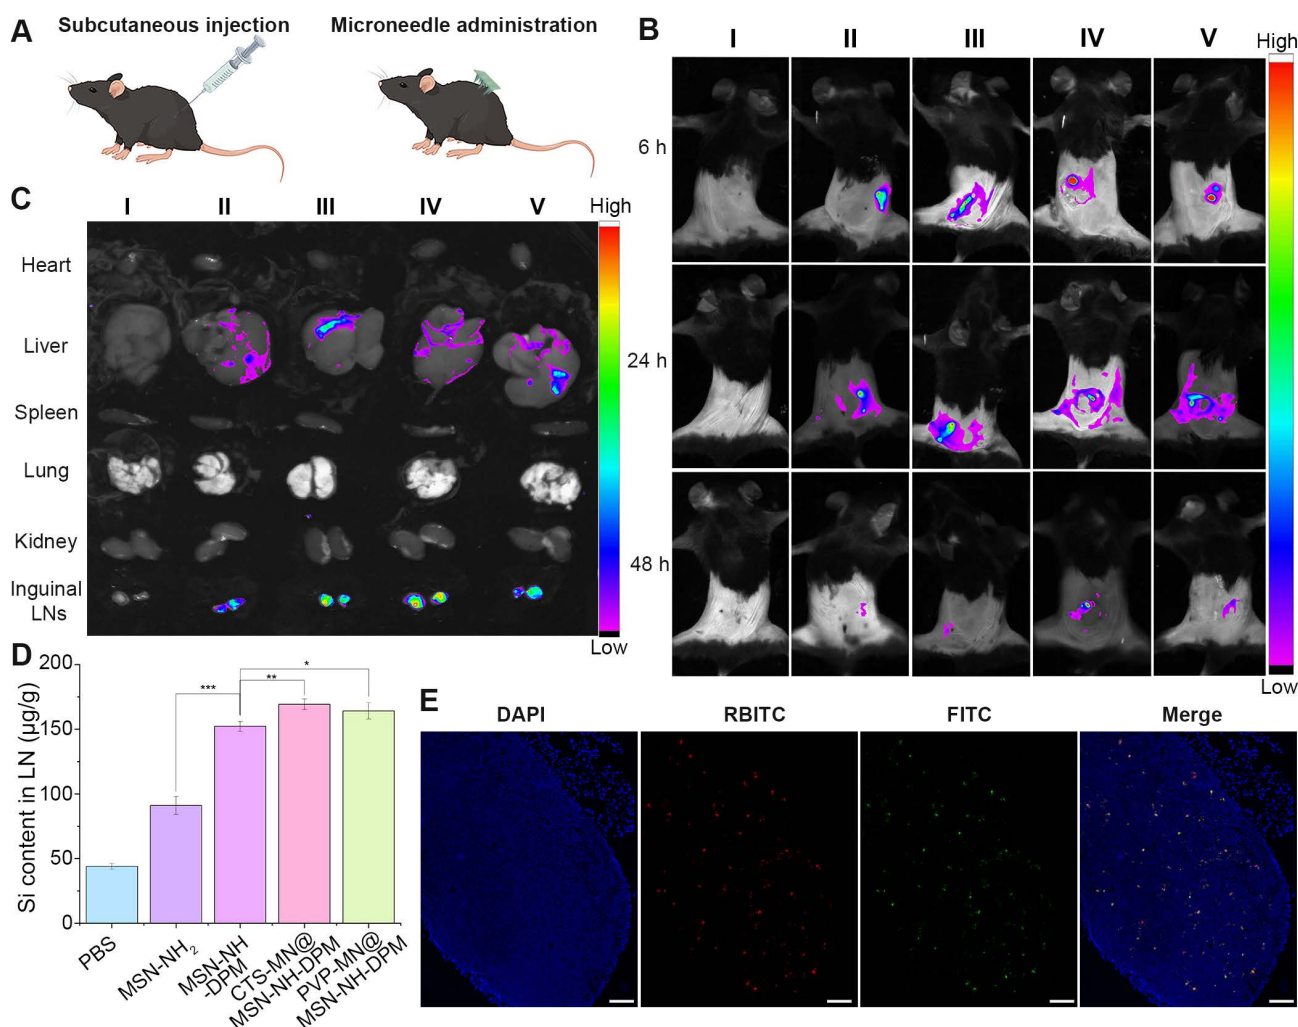 A
Subcutaneous injection
Microneedle administration
B
I
II
III
IV
V
High
6 h
24 h
48 h
Low
C
I
II
III
IV
V
High
Heart
Liver
Spleen
Lung
Kidney
Inguinal
LNs
Low
D
Si content in LN (µg/g)
200
150
100
50
0
***
**
*
PBS
MSN-NH₂
MSN-NH
-DPM
CTS-MN@
MSN-NH-DPM
PVP-MN@
MSN-NH-DPM
E
DAPI
RBITC
FITC
Merge